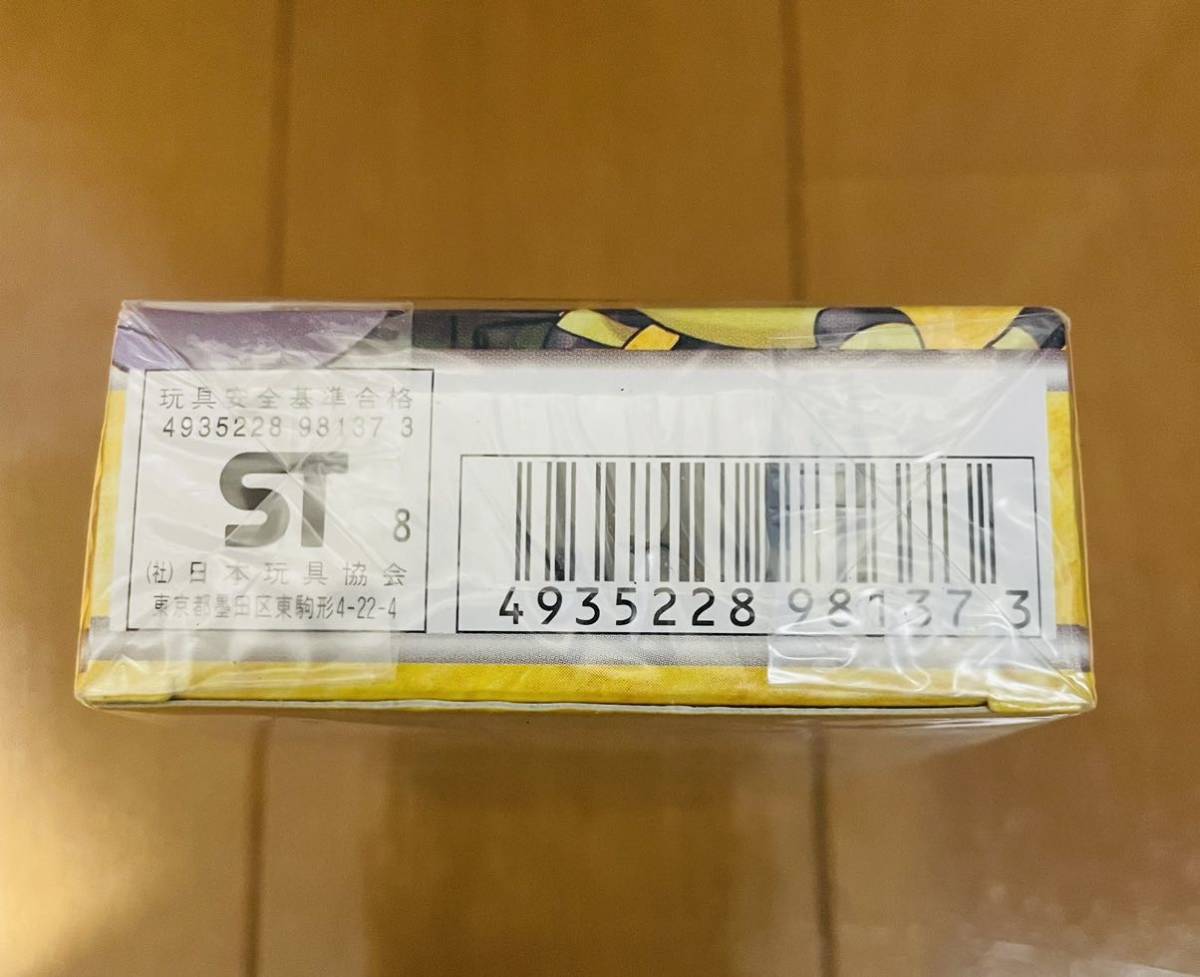 玩具安全基準合格
4935228 98137 3
ST
8
(社) 日本玩具協会
東京都墨田区東駒形4-22-4
4935228 98137 3